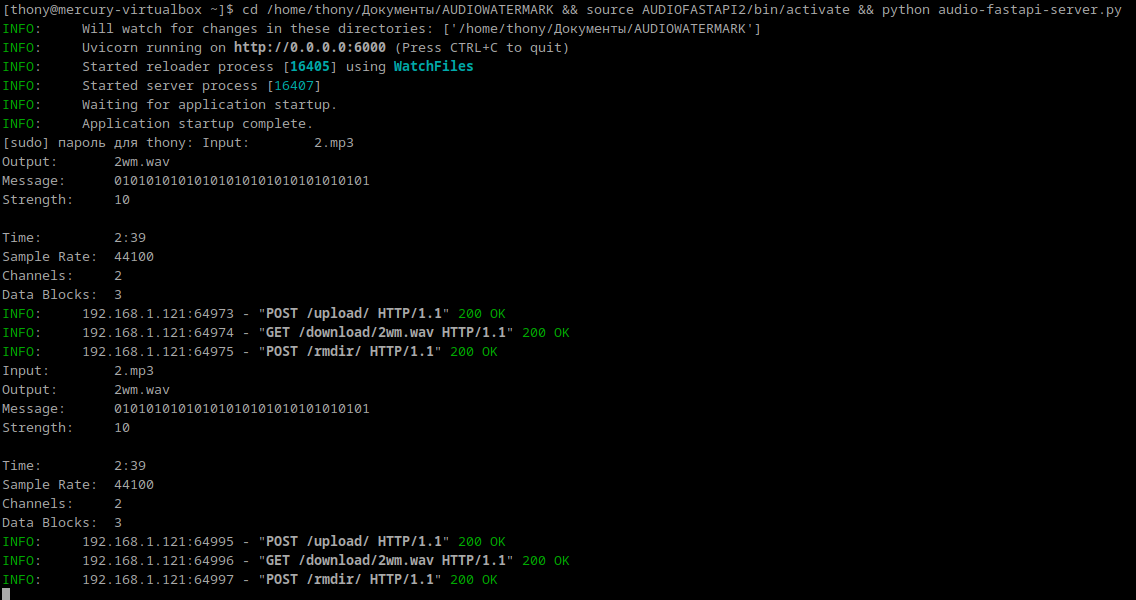 [thony@mercury-virtualbox ~]$ cd /home/thony/Документы/AUDIOWATERMARK && source AUDIOFASTAPI2/bin/activate && python audio-fastapi-server.py
INFO:     Will watch for changes in these directories: ['/home/thony/Документы/AUDIOWATERMARK']
INFO:     Uvicorn running on http://0.0.0.0:6000 (Press CTRL+C to quit)
INFO:     Started reloader process [16405] using WatchFiles
INFO:     Started server process [16407]
INFO:     Waiting for application startup.
INFO:     Application startup complete.
[sudo] пароль для thony: Input:        2.mp3
Output:       2wm.wav
Message:      01010101010101010101010101010101
Strength:     10
Time:         2:39
Sample Rate:  44100
Channels:     2
Data Blocks:  3
INFO:     192.168.1.121:64973 - "POST /upload/ HTTP/1.1" 200 OK
INFO:     192.168.1.121:64974 - "GET /download/2wm.wav HTTP/1.1" 200 OK
INFO:     192.168.1.121:64975 - "POST /rmdir/ HTTP/1.1" 200 OK
Input:        2.mp3
Output:       2wm.wav
Message:      01010101010101010101010101010101
Strength:     10
Time:         2:39
Sample Rate:  44100
Channels:     2
Data Blocks:  3
INFO:     192.168.1.121:64995 - "POST /upload/ HTTP/1.1" 200 OK
INFO:     192.168.1.121:64996 - "GET /download/2wm.wav HTTP/1.1" 200 OK
INFO:     192.168.1.121:64997 - "POST /rmdir/ HTTP/1.1" 200 OK